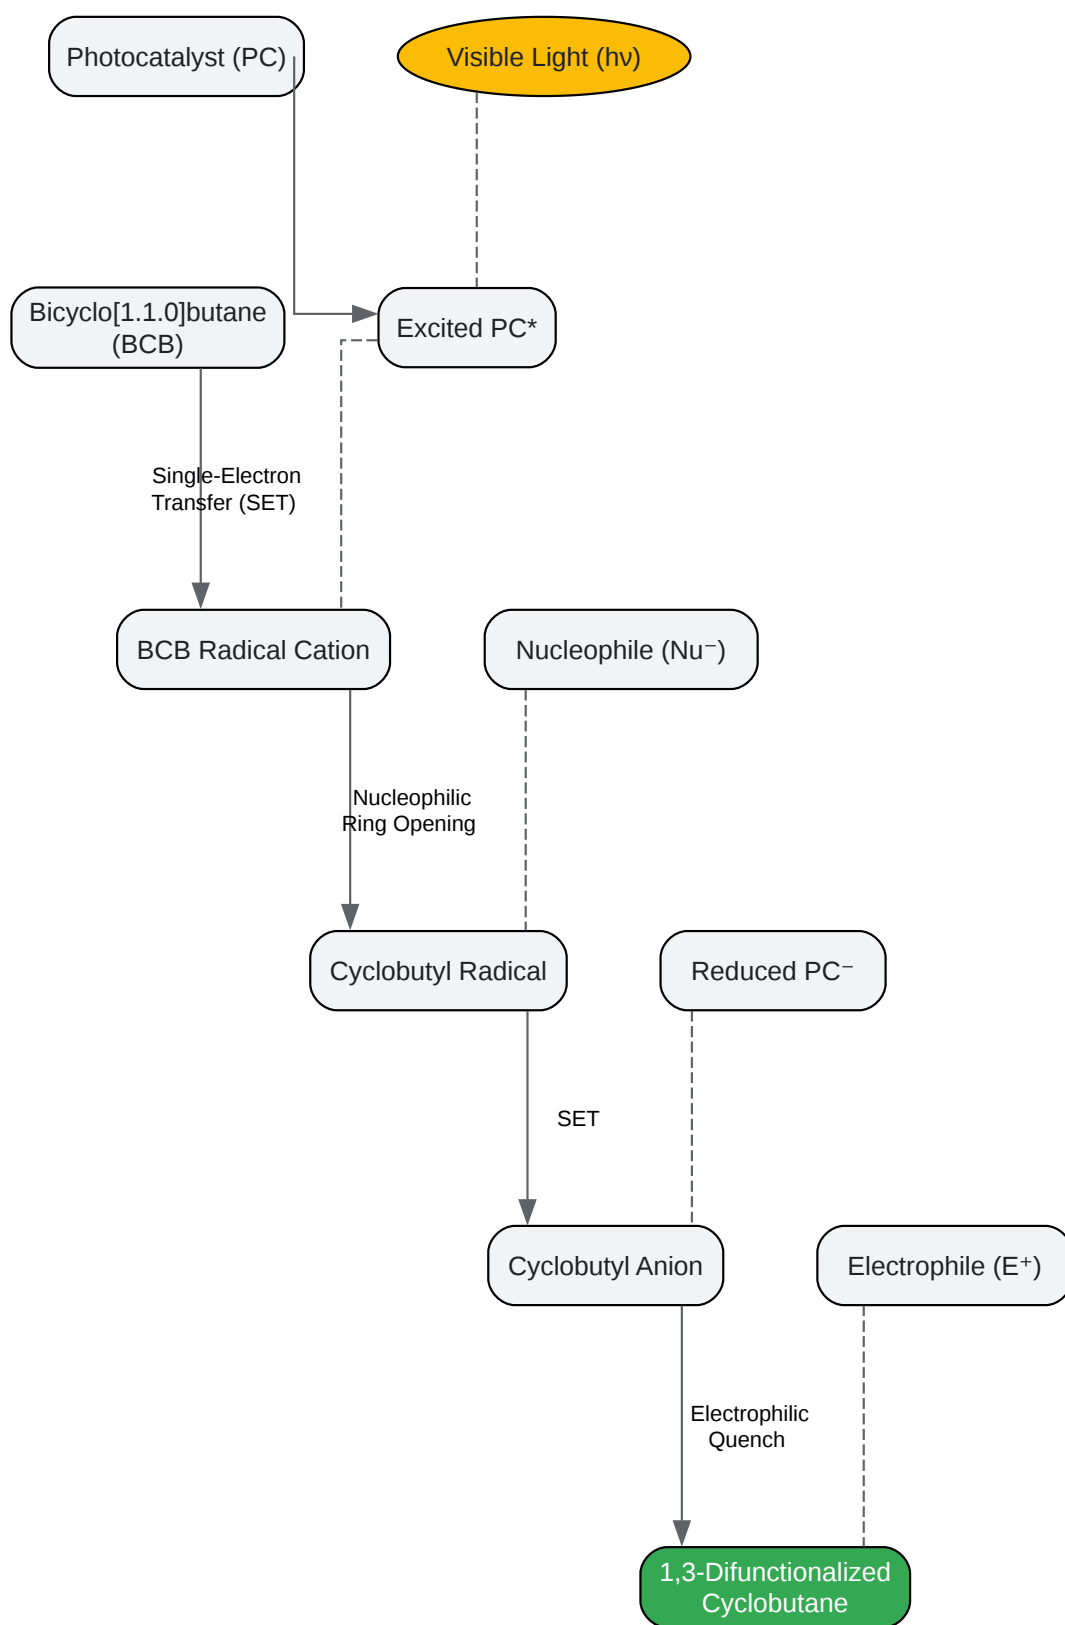 Photocatalyst (PC)
Visible Light (hν)
Bicyclo[1.1.0]butane
(BCB)
Excited PC*
Single-Electron
Transfer (SET)
BCB Radical Cation
Nucleophile (Nu⁻)
Nucleophilic
Ring Opening
Cyclobutyl Radical
Reduced PC⁻
SET
Cyclobutyl Anion
Electrophile (E⁺)
Electrophilic
Quench
1,3-Difunctionalized
Cyclobutane